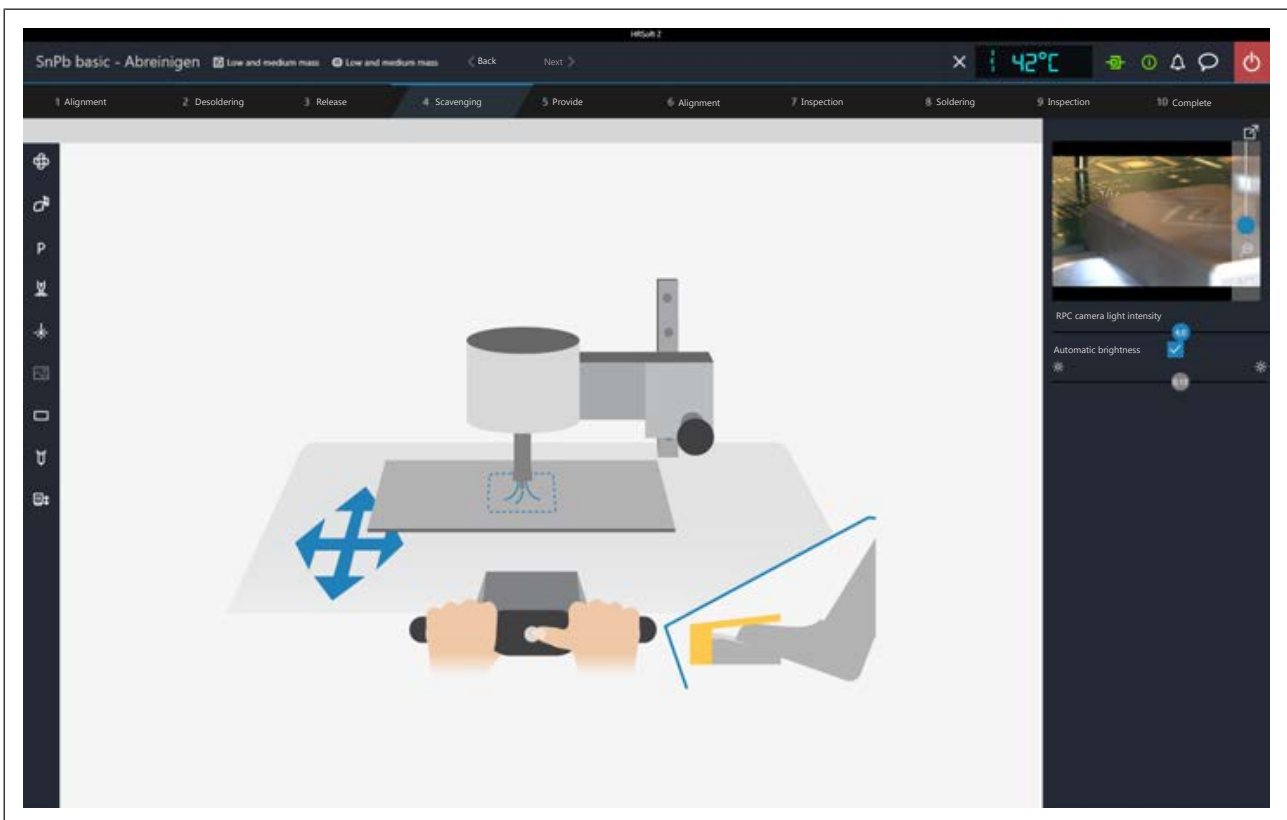 HRSoft 2
SnPb basic - Abreinigen Low and medium mass Low and medium mass Back Next 42°C
1 Alignment 2 Desoldering 3 Release 4 Scavenging 5 Provide 6 Alignment 7 Inspection 8 Soldering 9 Inspection 10 Complete
P
RPC camera light intensity
Automatic brightness